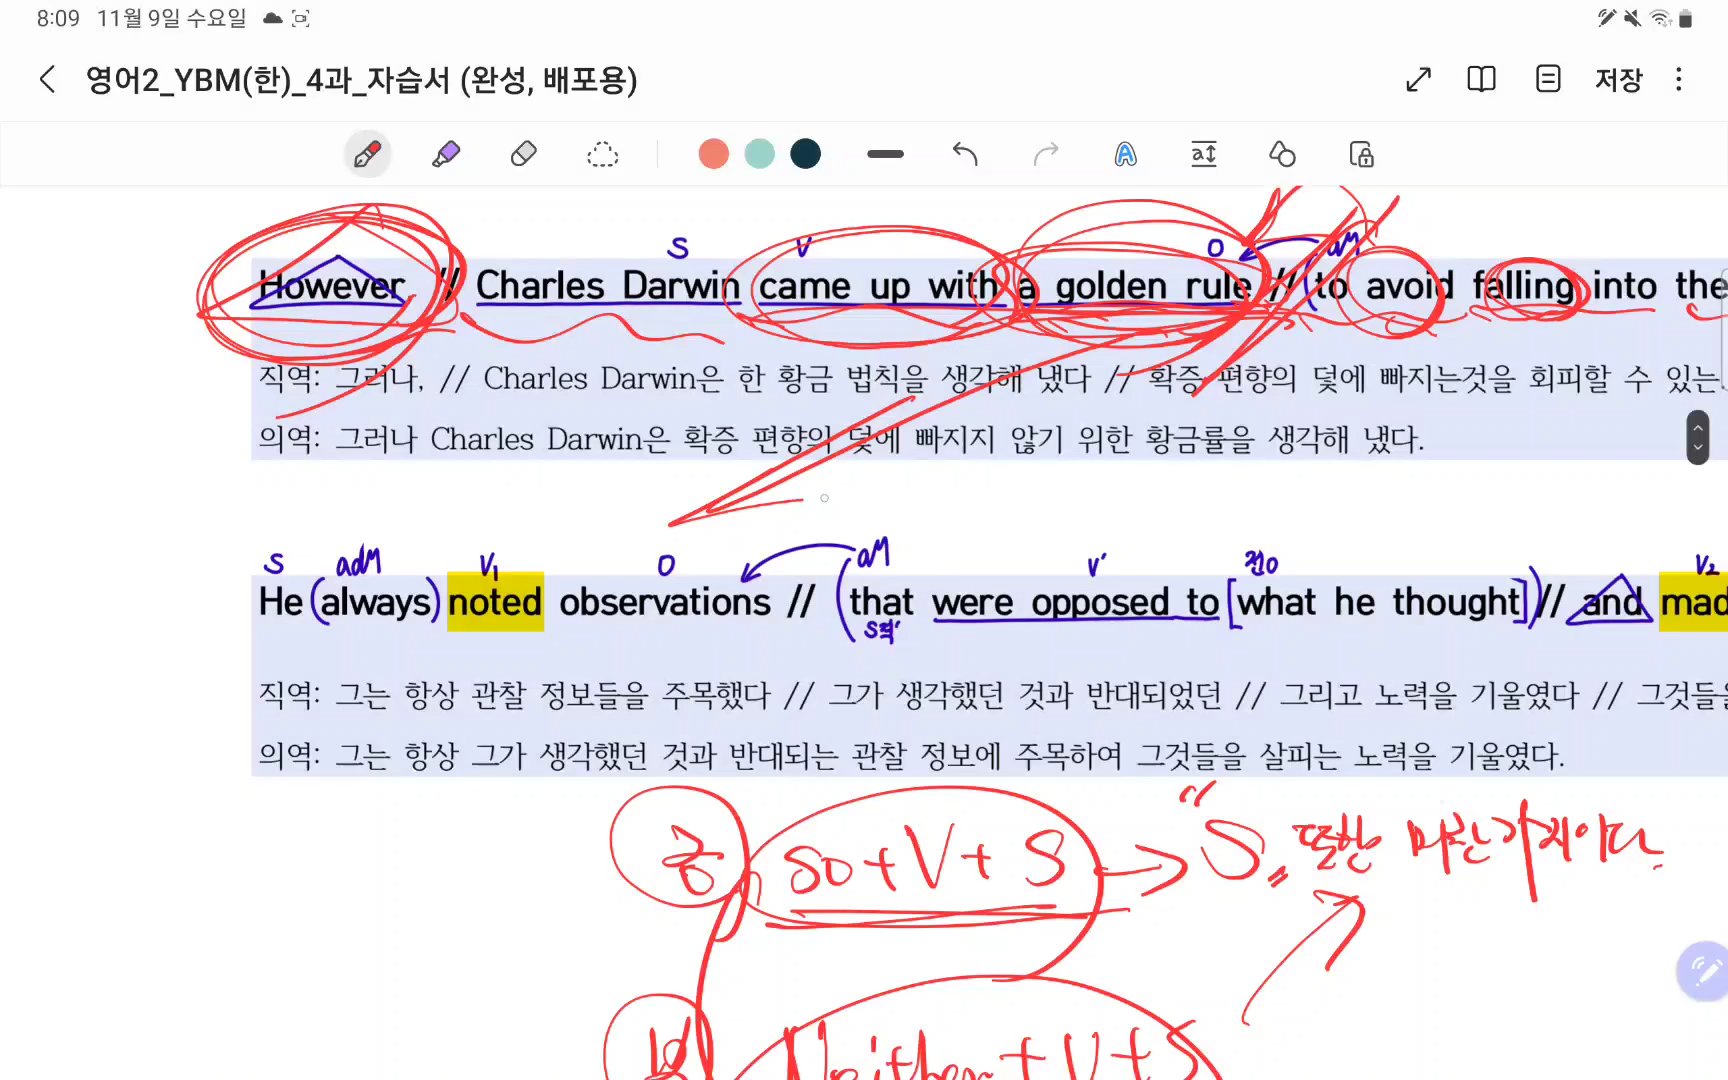 8:09 11월 9일 수요일
영어2_YBM(한)_4과_자습서 (완성, 배포용)
저장
S V O aM
However, // Charles Darwin came up with a golden rule // (to avoid falling into the
직역: 그러나, // Charles Darwin은 한 황금 법칙을 생각해 냈다 // 확증 편향의 덫에 빠지는것을 회피할 수 있는
의역: 그러나 Charles Darwin은 확증 편향의 덫에 빠지지 않기 위한 황금률을 생각해 냈다.
S adM V1 O aM V' 전O V2
He (always) noted observations // (that were opposed to [what he thought]) // and mad
S격'
직역: 그는 항상 관찰 정보들을 주목했다 // 그가 생각했던 것과 반대되었던 // 그리고 노력을 기울였다 // 그것들을
의역: 그는 항상 그가 생각했던 것과 반대되는 관찰 정보에 주목하여 그것들을 살피는 노력을 기울였다.
긍 so + V + S → "S 또한 마찬가지이다.
부 Neither + V + S